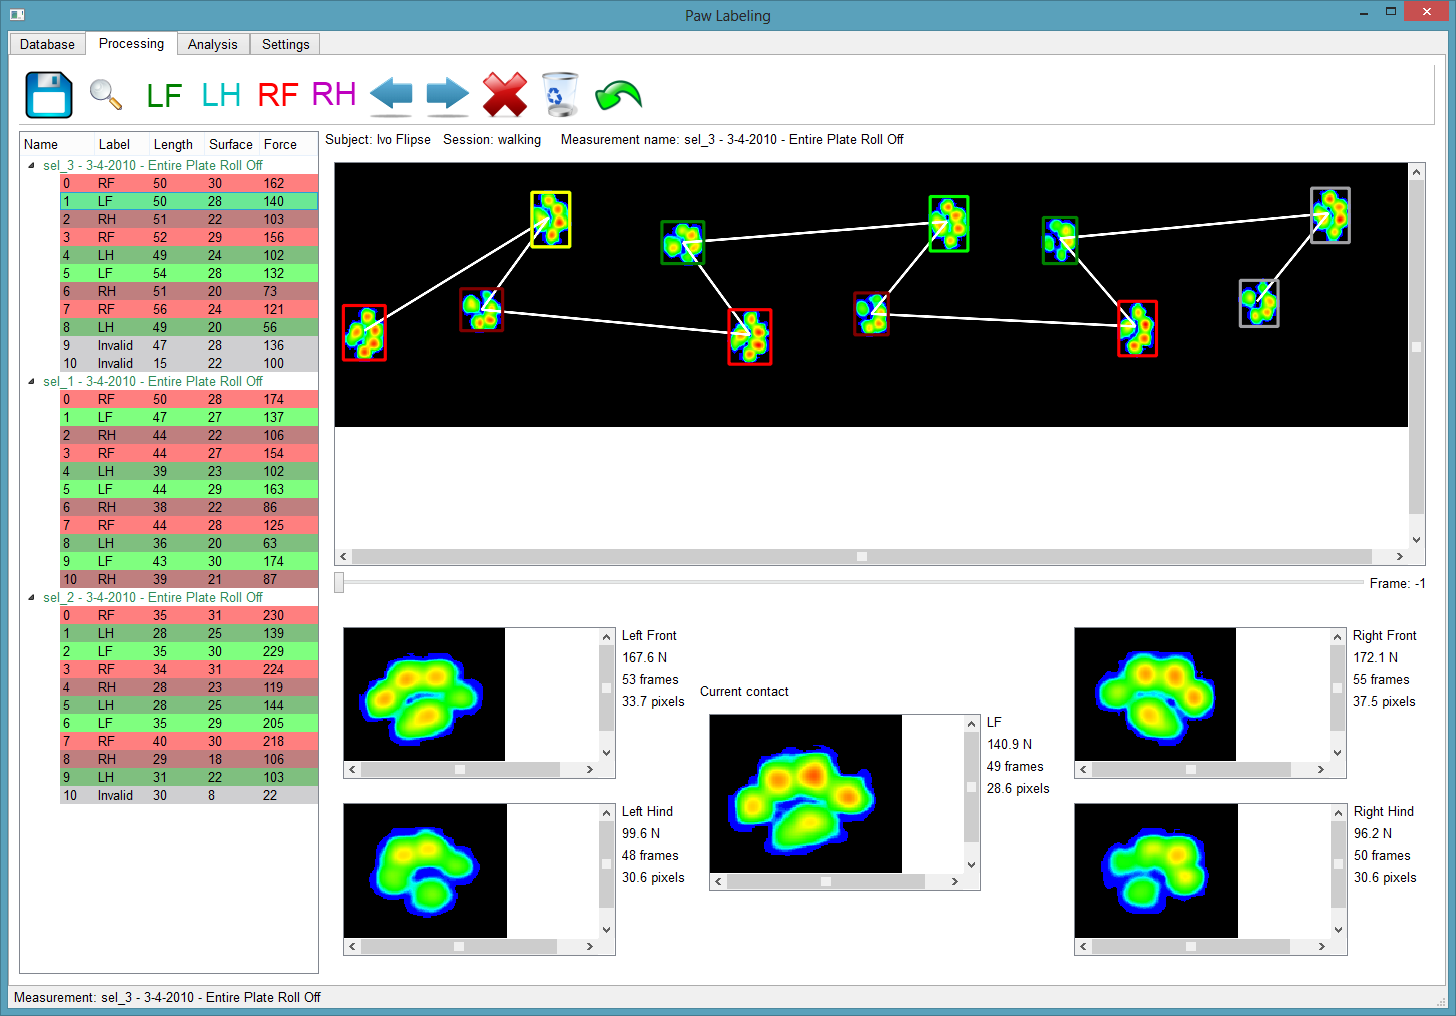 Paw Labeling
Database Processing Analysis Settings
LF LH RF RH
Name Label Length Surface Force
sel_3 - 3-4-2010 - Entire Plate Roll Off
0 RF 50 30 162
1 LF 50 28 140
2 RH 51 22 103
3 RF 52 29 156
4 LH 49 24 102
5 LF 54 28 132
6 RH 51 20 73
7 RF 56 24 121
8 LH 49 20 56
9 Invalid 47 28 136
10 Invalid 15 22 100
sel_1 - 3-4-2010 - Entire Plate Roll Off
0 RF 50 28 174
1 LF 47 27 137
2 RH 44 22 106
3 RF 44 27 154
4 LH 39 23 102
5 LF 44 29 163
6 RH 38 22 86
7 RF 44 28 125
8 LH 36 20 63
9 LF 43 30 174
10 RH 39 21 87
sel_2 - 3-4-2010 - Entire Plate Roll Off
0 RF 35 31 230
1 LH 28 25 139
2 LF 35 30 229
3 RF 34 31 224
4 RH 28 23 119
5 LH 28 25 144
6 LF 35 29 205
7 RF 40 30 218
8 RH 29 18 106
9 LH 31 22 103
10 Invalid 30 8 22
Subject: Ivo Flipse Session: walking Measurement name: sel_3 - 3-4-2010 - Entire Plate Roll Off
Frame: -1
Left Front
167.6 N
53 frames
33.7 pixels
Left Hind
99.6 N
48 frames
30.6 pixels
Current contact
LF
140.9 N
49 frames
28.6 pixels
Right Front
172.1 N
55 frames
37.5 pixels
Right Hind
96.2 N
50 frames
30.6 pixels
Measurement: sel_3 - 3-4-2010 - Entire Plate Roll Off